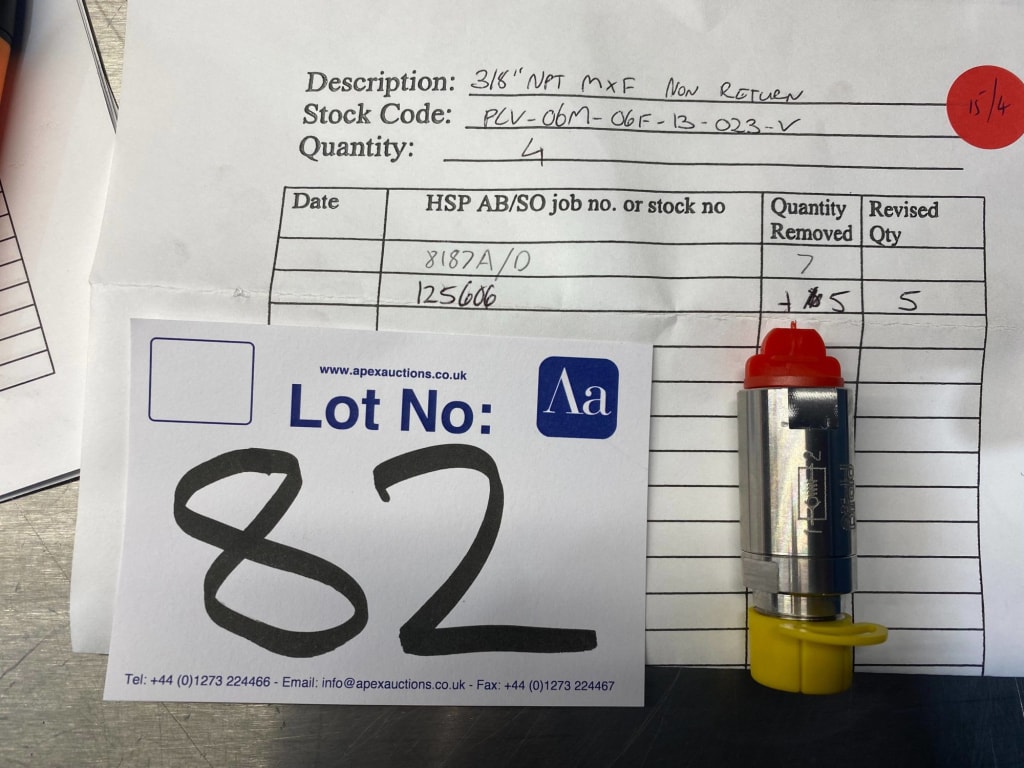 Description: 3/8" NPT MXF NON RETURN
Stock Code: PCV-06M-06F-13-023-V
Quantity: 4
15/4
Date HSP AB/SO job no. or stock no Quantity Removed Revised Qty
8187A/D 7
125606 + 5 5
www.apexauctions.co.uk
Lot No:
Aa
82
Tel: +44 (0)1273 224466 - Email: info@apexauctions.co.uk - Fax: +44 (0)1273 224467
1 2